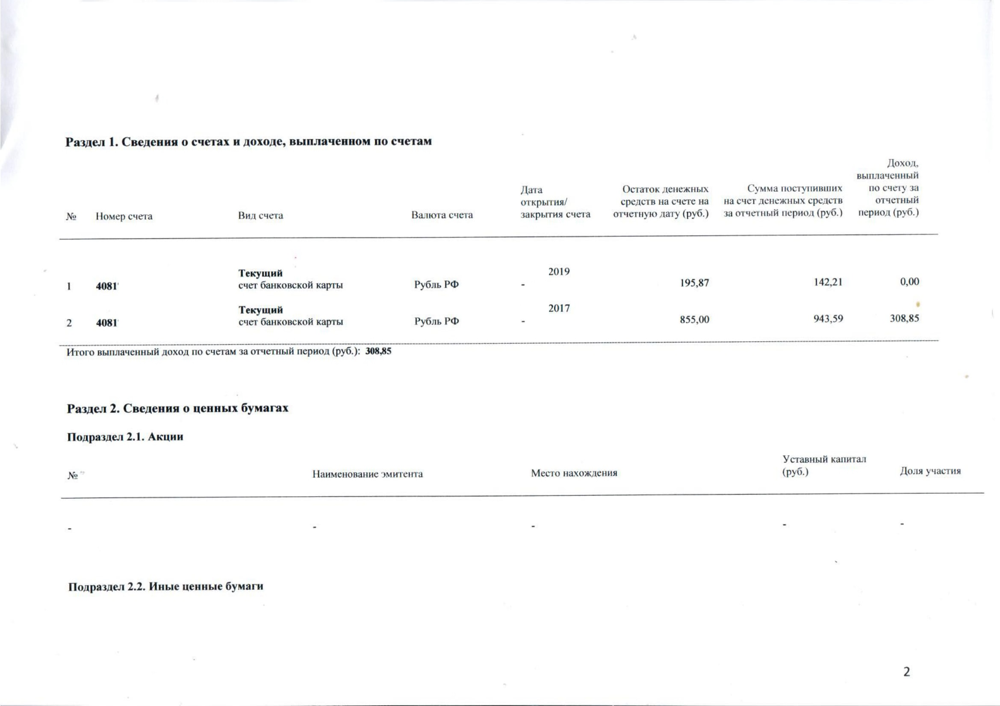 Раздел 1. Сведения о счетах и доходе, выплаченном по счетам
№ Номер счета Вид счета Валюта счета Дата открытия/ закрытия счета Остаток денежных средств на счете на отчетную дату (руб.) Сумма поступивших на счет денежных средств за отчетный период (руб.) Доход, выплаченный по счету за отчетный период (руб.)
1 4081 Текущий счет банковской карты Рубль РФ 2019 - 195,87 142,21 0,00
2 4081 Текущий счет банковской карты Рубль РФ 2017 - 855,00 943,59 308,85
Итого выплаченный доход по счетам за отчетный период (руб.): 308,85
Раздел 2. Сведения о ценных бумагах
Подраздел 2.1. Акции
№ Наименование эмитента Место нахождения Уставный капитал (руб.) Доля участия
- - - - -
Подраздел 2.2. Иные ценные бумаги
2